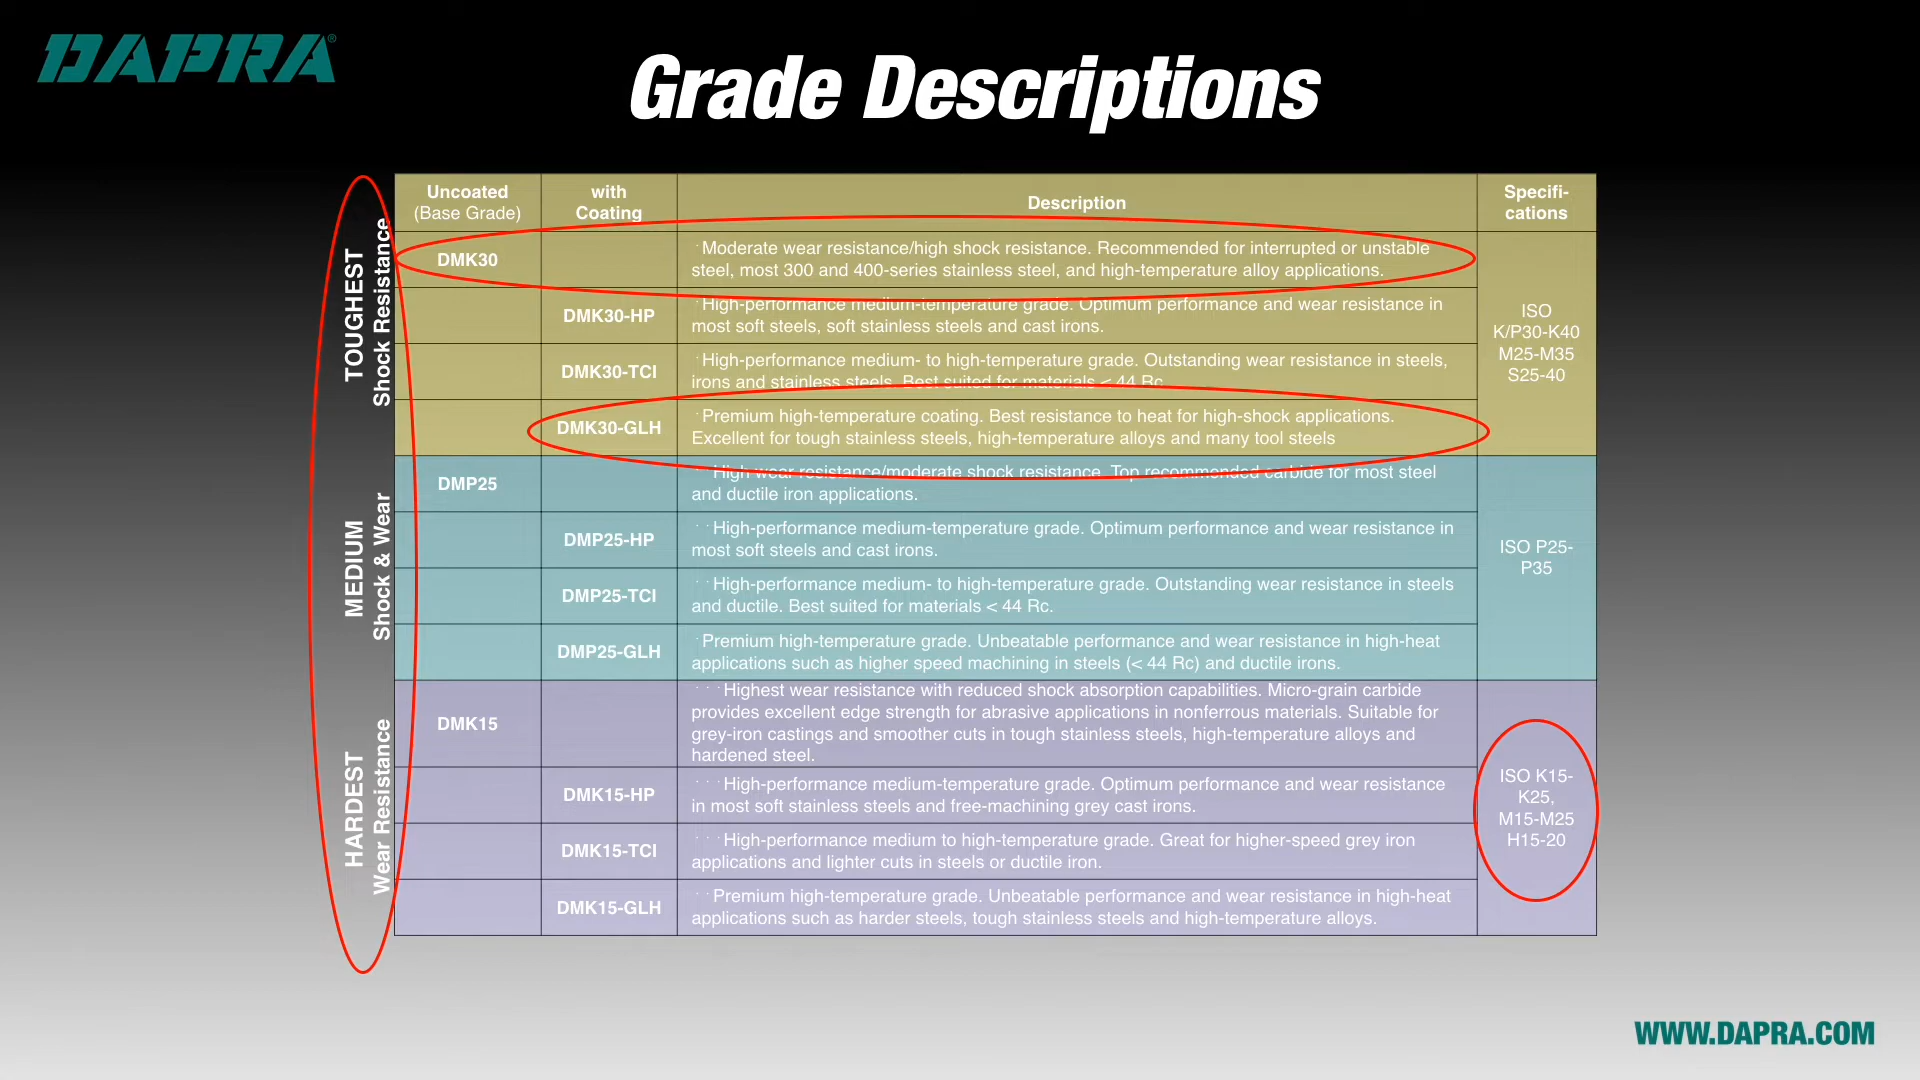 DAPRA®
Grade Descriptions
Uncoated
(Base Grade)
with
Coating
Description
Specifi-
cations
TOUGHEST
Shock Resistance
DMK30
Moderate wear resistance/high shock resistance. Recommended for interrupted or unstable
steel, most 300 and 400-series stainless steel, and high-temperature alloy applications.
DMK30-HP
High-performance medium-temperature grade. Optimum performance and wear resistance in
most soft steels, soft stainless steels and cast irons.
DMK30-TCI
High-performance medium- to high-temperature grade. Outstanding wear resistance in steels,
irons and stainless steels. Best suited for materials < 44 Rc
DMK30-GLH
Premium high-temperature coating. Best resistance to heat for high-shock applications.
Excellent for tough stainless steels, high-temperature alloys and many tool steels
ISO
K/P30-K40
M25-M35
S25-40
MEDIUM
Shock & Wear
DMP25
High wear resistance/moderate shock resistance. Top recommended carbide for most steel
and ductile iron applications.
DMP25-HP
High-performance medium-temperature grade. Optimum performance and wear resistance in
most soft steels and cast irons.
DMP25-TCI
High-performance medium- to high-temperature grade. Outstanding wear resistance in steels
and ductile. Best suited for materials < 44 Rc.
DMP25-GLH
Premium high-temperature grade. Unbeatable performance and wear resistance in high-heat
applications such as higher speed machining in steels (< 44 Rc) and ductile irons.
ISO P25-
P35
HARDEST
Wear Resistance
DMK15
Highest wear resistance with reduced shock absorption capabilities. Micro-grain carbide
provides excellent edge strength for abrasive applications in nonferrous materials. Suitable for
grey-iron castings and smoother cuts in tough stainless steels, high-temperature alloys and
hardened steel.
DMK15-HP
High-performance medium-temperature grade. Optimum performance and wear resistance
in most soft stainless steels and free-machining grey cast irons.
DMK15-TCI
High-performance medium to high-temperature grade. Great for higher-speed grey iron
applications and lighter cuts in steels or ductile iron.
DMK15-GLH
Premium high-temperature grade. Unbeatable performance and wear resistance in high-heat
applications such as harder steels, tough stainless steels and high-temperature alloys.
ISO K15-
K25,
M15-M25
H15-20
WWW.DAPRA.COM